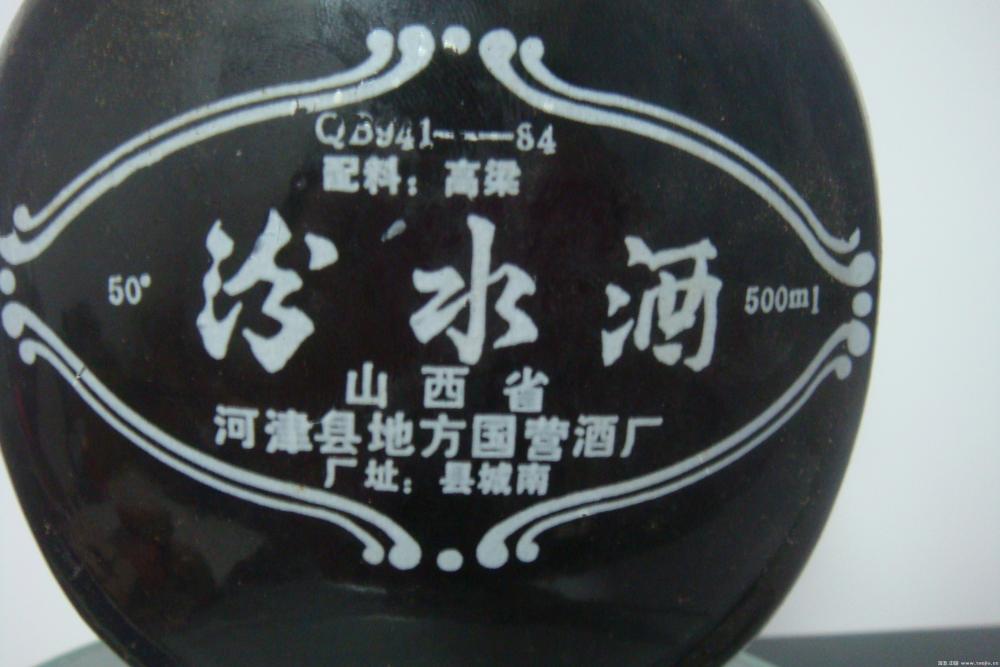 QB941——84
配料：高梁
50° 汾水酒 500ml
山西省
河津县地方国营酒厂
厂址：县城南